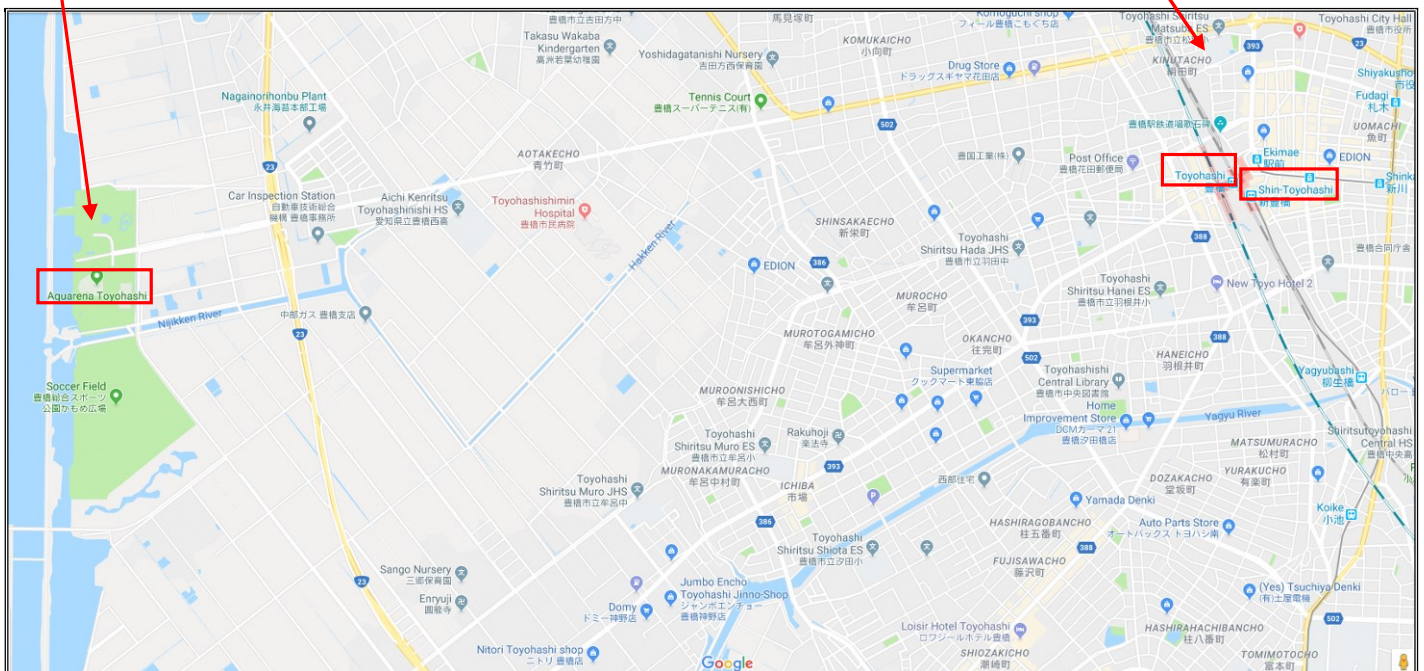 豊橋市立吉田方中
馬見塚町
Komoguchi shop
フィール豊橋こもぐち店
Toyohashi Shiritsu
Matsuba ES
Toyohashi City Hall
豊橋市役所
393
23
Takasu Wakaba
Kindergarten
高洲若葉幼稚園
Yoshidagatanishi Nursery
吉田方西保育園
KOMUKAICHO
小向町
Drug Store
ドラッグスギヤマ花田店
KINUTACHO
絹田町
Shiyakusho
Fudagi
札木
UOMACHI
魚町
Nagainorihonbu Plant
永井海苔本部工場
Tennis Court
豊橋スーパーテニス(有)
502
豊橋駅鉄道唱歌石碑
AOTAKECHO
青竹町
豊国工業(株)
Post Office
豊橋花田郵便局
Ekimae
駅前
EDION
Toyohashi
豊橋
Shin-Toyohashi
新豊橋
新川
23
Car Inspection Station
自動車技術総合
機構 豊橋事務所
Aichi Kenritsu
Toyohashinishi HS
愛知県立豊橋西高
Toyohashishimin
Hospital
豊橋市民病院
SHINSAKAECHO
新栄町
Toyohashi
Shiritsu Hada JHS
豊橋市立羽田中
388
豊橋合同庁舎
Hakken River
EDION
386
Toyohashi
Shiritsu Hanei ES
豊橋市立羽根井小
New Toyo Hotel 2
Aquarena Toyohashi
Nijikken River
中部ガス 豊橋支店
23
MUROCHO
牟呂町
393
MUROTOGAMICHO
牟呂外神町
OKANCHO
往完町
502
388
HANEICHO
羽根井町
Yagyubashi
柳生橋
Soccer Field
豊橋総合スポーツ
公園かもめ広場
Supermarket
クックマート東脇店
Toyohashishi
Central Library
豊橋市中央図書館
MUROONISHICHO
牟呂大西町
Home
Improvement Store
DCMカーマ21
豊橋汐田橋店
Yagyu River
Toyohashi
Shiritsu Muro ES
豊橋市立牟呂小
Rakuhoji
楽法寺
MATSUMURACHO
松村町
Shiritsutoyohashi
Central HS
豊橋中央高
MURONAKAMURACHO
牟呂中村町
393
Toyohashi
Shiritsu Muro JHS
豊橋市立牟呂中
ICHIBA
市場
西部住宅
DOZAKACHO
堂坂町
YURAKUCHO
有楽町
Yamada Denki
386
HASHIRAGOBANCHO
柱五番町
Auto Parts Store
オートバックス トヨハシ南
Koike
小池
Toyohashi
Shiritsu Shiota ES
豊橋市立汐田小
388
FUJISAWACHO
藤沢町
Sango Nursery
三郷保育園
23
Enryuji
圓龍寺
Jumbo Encho
Toyohashi Jinno-Shop
ジャンボエンチョー
豊橋神野店
Domy
ドミー神野店
(Yes) Tsuchiya Denki
(有)土屋電機
502
Loisir Hotel Toyohashi
ロワジールホテル豊橋
HASHIRAHACHIBANCHO
柱八番町
Nitori Toyohashi shop
ニトリ 豊橋店
Google
SHIOZAKICHO
潮崎町
TOMIMOTOCHO
富本町